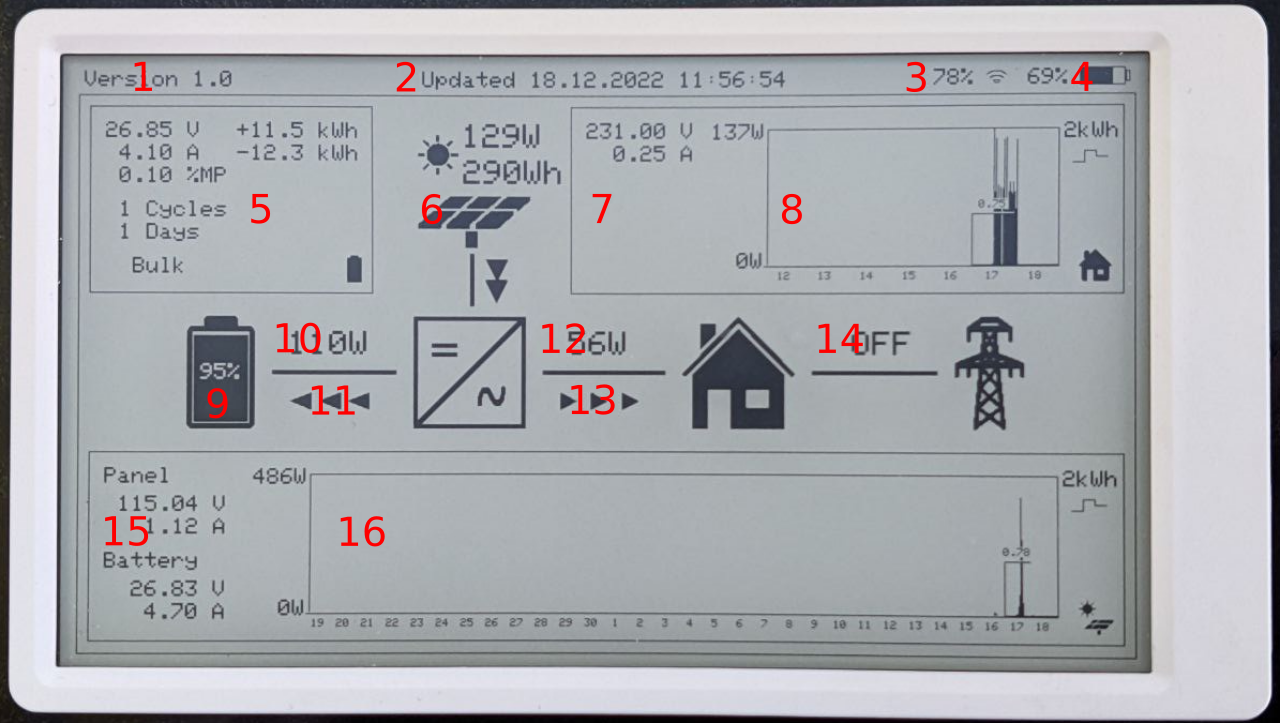 Version 1.0
1
Updated 18.12.2022 11:56:54
2
78%
3
69%
4
26.85 V +11.5 kWh
4.10 A -12.3 kWh
0.10 %MP
1 Cycles
1 Days
Bulk
5
129W
290Wh
6
231.00 V
0.25 A
7
137W
0W
8
0.75
12 13 14 15 16 17 18
2kWh
95%
9
110W
10
11
56W
12
13
OFF
14
Panel
115.04 V
1.12 A
15
Battery
26.83 V
4.70 A
486W
0W
16
0.78
19 20 21 22 23 24 25 26 27 28 29 30 1 2 3 4 5 6 7 8 9 10 11 12 13 14 15 16 17 18
2kWh